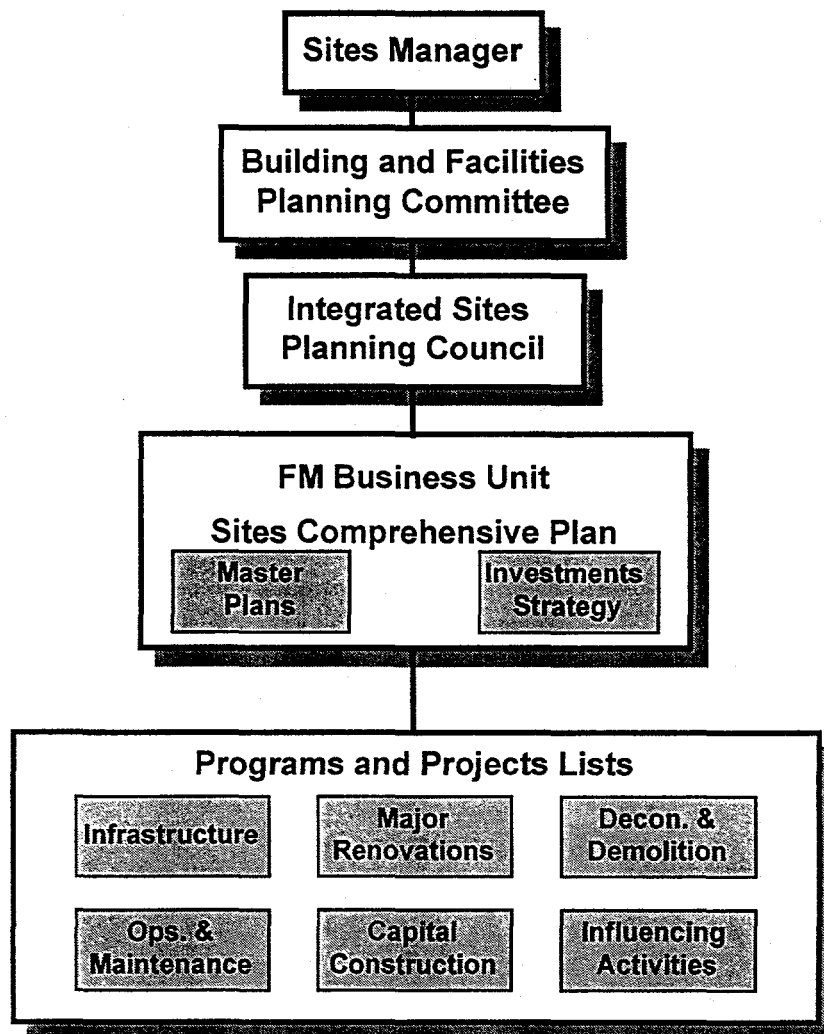 Sites Manager
Building and Facilities
Planning Committee
Integrated Sites
Planning Council
FM Business Unit
Sites Comprehensive Plan
Master
Plans
Investments
Strategy
Programs and Projects Lists
Infrastructure
Major
Renovations
Decon. &
Demolition
Ops. &
Maintenance
Capital
Construction
Influencing
Activities